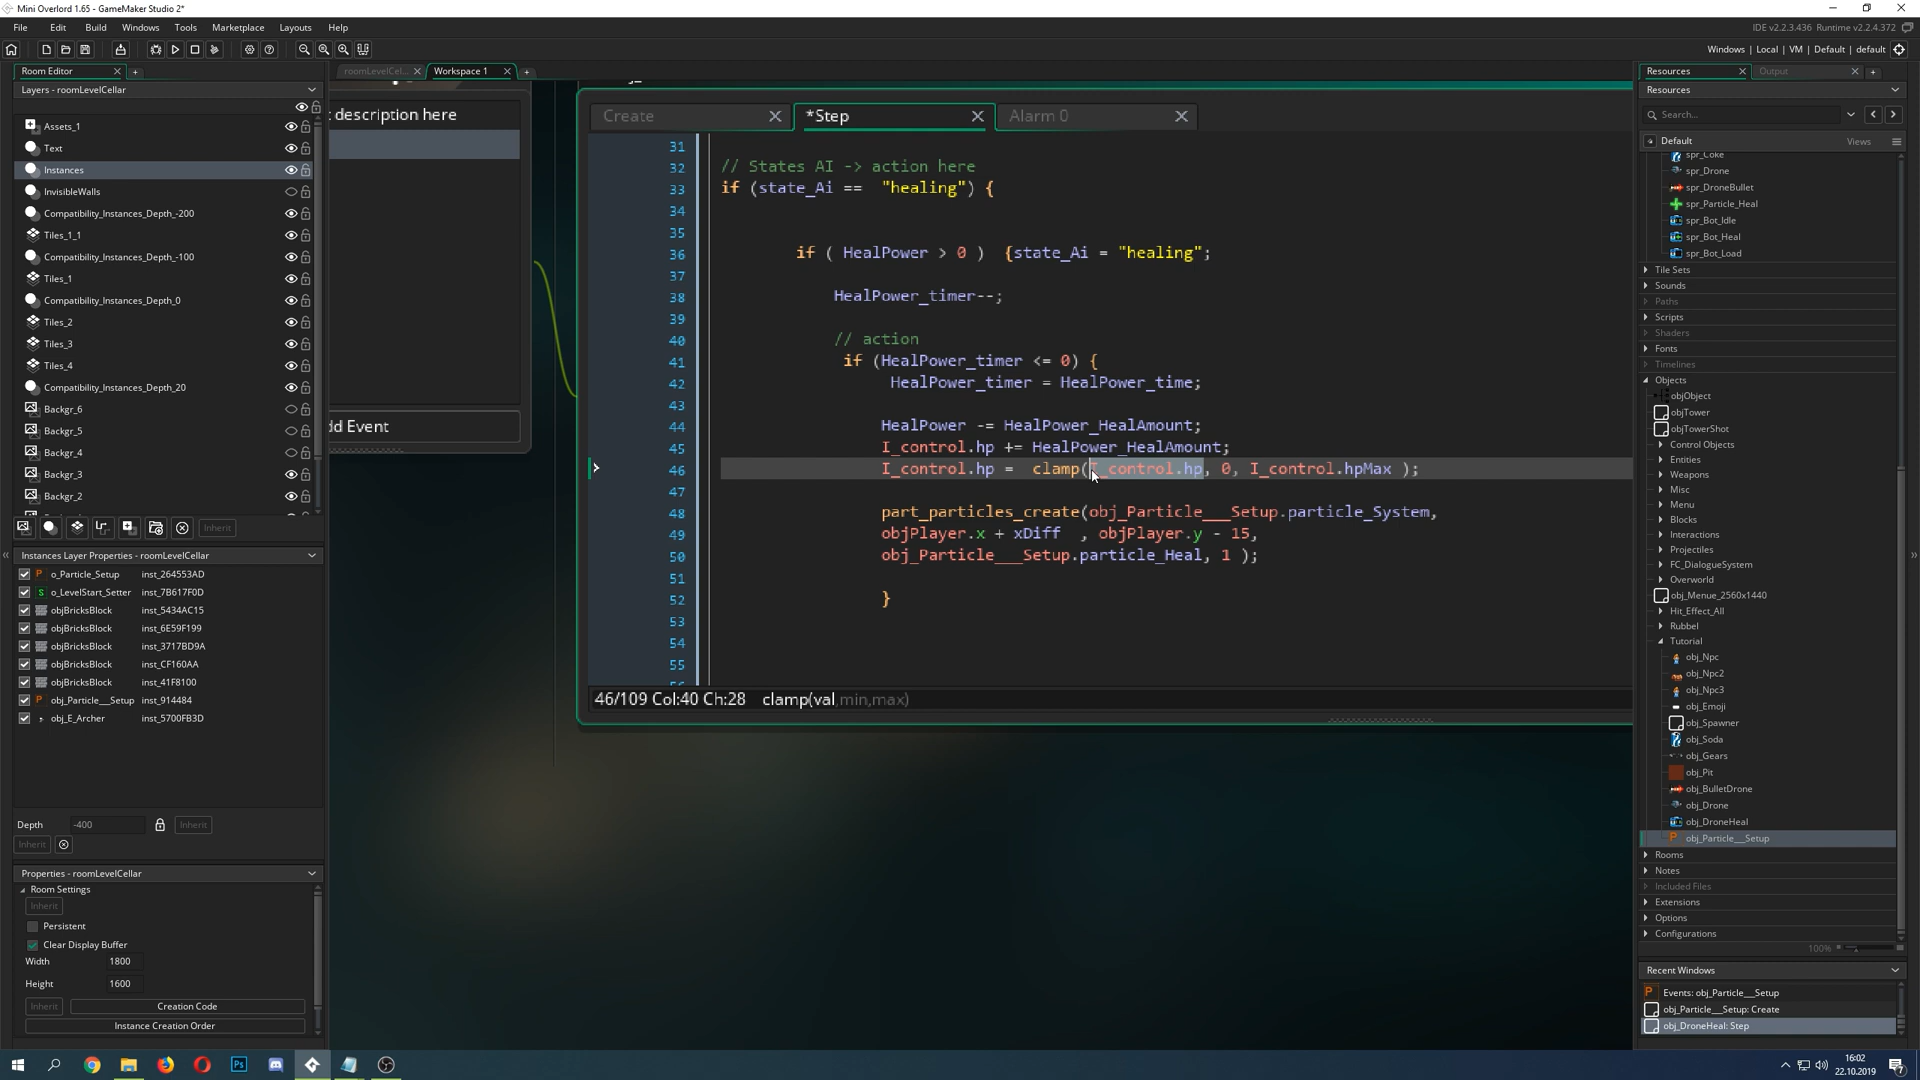 Mini Overlord 1.65 - GameMaker Studio 2*
File Edit Build Windows Tools Marketplace Layouts Help
IDE v2.2.3.436 Runtime v2.2.4.372
Windows | Local | VM | Default | default
Room Editor
Layers - roomLevelCellar
Assets_1
Text
Instances
InvisibleWalls
Compatibility_Instances_Depth_-200
Tiles_1_1
Compatibility_Instances_Depth_-100
Tiles_1
Compatibility_Instances_Depth_0
Tiles_2
Tiles_3
Tiles_4
Compatibility_Instances_Depth_20
Backgr_6
Backgr_5
Backgr_4
Backgr_3
Backgr_2
Inherit
Instances Layer Properties - roomLevelCellar
o_Particle_Setup inst_264553AD
o_LevelStart_Setter inst_7B617F0D
objBricksBlock inst_5434AC15
objBricksBlock inst_6E59F199
objBricksBlock inst_3717BD9A
objBricksBlock inst_CF160AA
objBricksBlock inst_41F8100
obj_Particle___Setup inst_914484
obj_E_Archer inst_5700FB3D
Depth -400 Inherit
Inherit
Properties - roomLevelCellar
Room Settings
Inherit
Persistent
Clear Display Buffer
Width 1800
Height 1600
Inherit Creation Code
Instance Creation Order
roomLevelCel...
Workspace 1
t description here
dd Event
Create
*Step
Alarm 0
31
32 // States AI -> action here
33 if (state_Ai == "healing") {
34
35
36 if ( HealPower > 0 ) {state_Ai = "healing";
37
38 HealPower_timer--;
39
40 // action
41 if (HealPower_timer <= 0) {
42 HealPower_timer = HealPower_time;
43
44 HealPower -= HealPower_HealAmount;
45 I_control.hp += HealPower_HealAmount;
46 I_control.hp = clamp(I_control.hp, 0, I_control.hpMax );
47
48 part_particles_create(obj_Particle___Setup.particle_System,
49 objPlayer.x + xDiff , objPlayer.y - 15,
50 obj_Particle___Setup.particle_Heal, 1 );
51
52 }
53
54
55
46/109 Col:40 Ch:28 clamp(val,min,max)
Resources
Output
Resources
Search...
Default
Views
spr_Coke
spr_Drone
spr_DroneBullet
spr_Particle_Heal
spr_Bot_Idle
spr_Bot_Heal
spr_Bot_Load
Tile Sets
Sounds
Paths
Scripts
Shaders
Fonts
Timelines
Objects
objObject
objTower
objTowerShot
Control Objects
Entities
Weapons
Misc
Menu
Blocks
Interactions
Projectiles
FC_DialogueSystem
Overworld
obj_Menue_2560x1440
Hit_Effect_All
Rubbel
Tutorial
obj_Npc
obj_Npc2
obj_Npc3
obj_Emoji
obj_Spawner
obj_Soda
obj_Gears
obj_Pit
obj_BulletDrone
obj_Drone
obj_DroneHeal
obj_Particle___Setup
Rooms
Notes
Included Files
Extensions
Options
Configurations
100%
Recent Windows
Events: obj_Particle___Setup
obj_Particle___Setup: Create
obj_DroneHeal: Step
16:02
22.10.2019